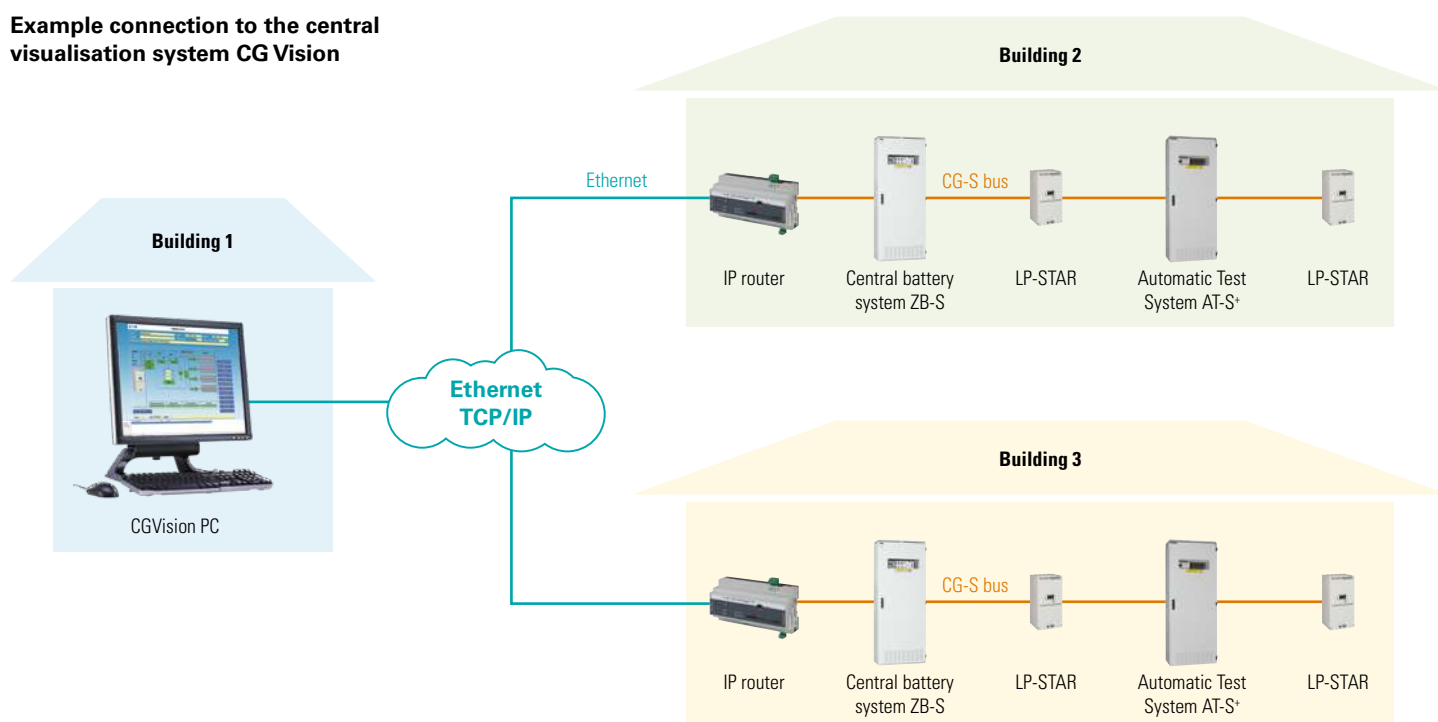 Example connection to the central
visualisation system CG Vision
Building 2
Ethernet
CG-S bus
IP router
Central battery
system ZB-S
LP-STAR
Automatic Test
System AT-S+
LP-STAR
Building 1
CGVision PC
Ethernet
TCP/IP
Building 3
CG-S bus
IP router
Central battery
system ZB-S
LP-STAR
Automatic Test
System AT-S+
LP-STAR